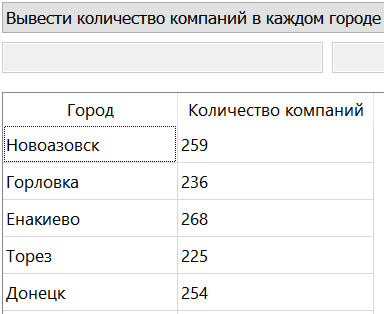 Вывести количество компаний в каждом городе
Город Количество компаний
Новоазовск 259
Горловка 236
Енакиево 268
Торез 225
Донецк 254